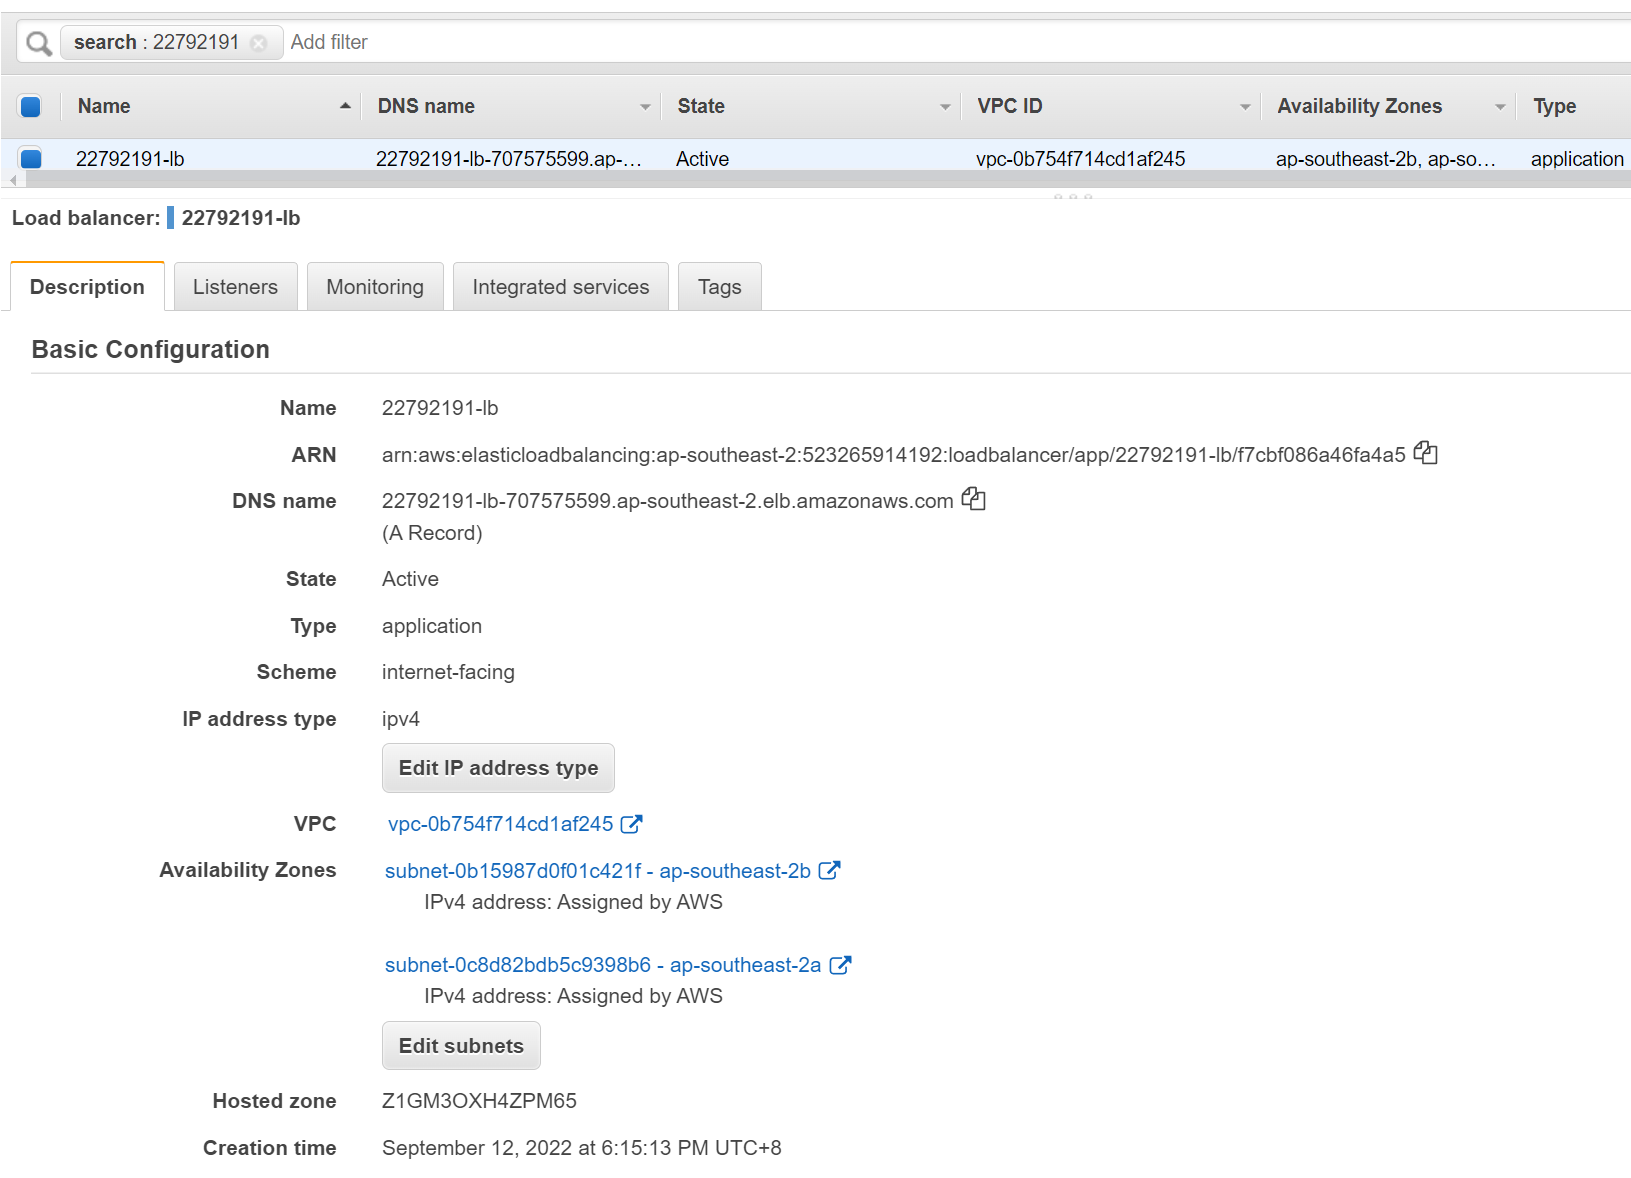 search : 22792191 Add filter
Name DNS name State VPC ID Availability Zones Type
22792191-lb 22792191-lb-707575599.ap-... Active vpc-0b754f714cd1af245 ap-southeast-2b, ap-so... application
Load balancer: 22792191-lb
Description Listeners Monitoring Integrated services Tags
Basic Configuration
Name 22792191-lb
ARN arn:aws:elasticloadbalancing:ap-southeast-2:523265914192:loadbalancer/app/22792191-lb/f7cbf086a46fa4a5
DNS name 22792191-lb-707575599.ap-southeast-2.elb.amazonaws.com
(A Record)
State Active
Type application
Scheme internet-facing
IP address type ipv4
Edit IP address type
VPC vpc-0b754f714cd1af245
Availability Zones subnet-0b15987d0f01c421f - ap-southeast-2b
IPv4 address: Assigned by AWS
subnet-0c8d82bdb5c9398b6 - ap-southeast-2a
IPv4 address: Assigned by AWS
Edit subnets
Hosted zone Z1GM3OXH4ZPM65
Creation time September 12, 2022 at 6:15:13 PM UTC+8